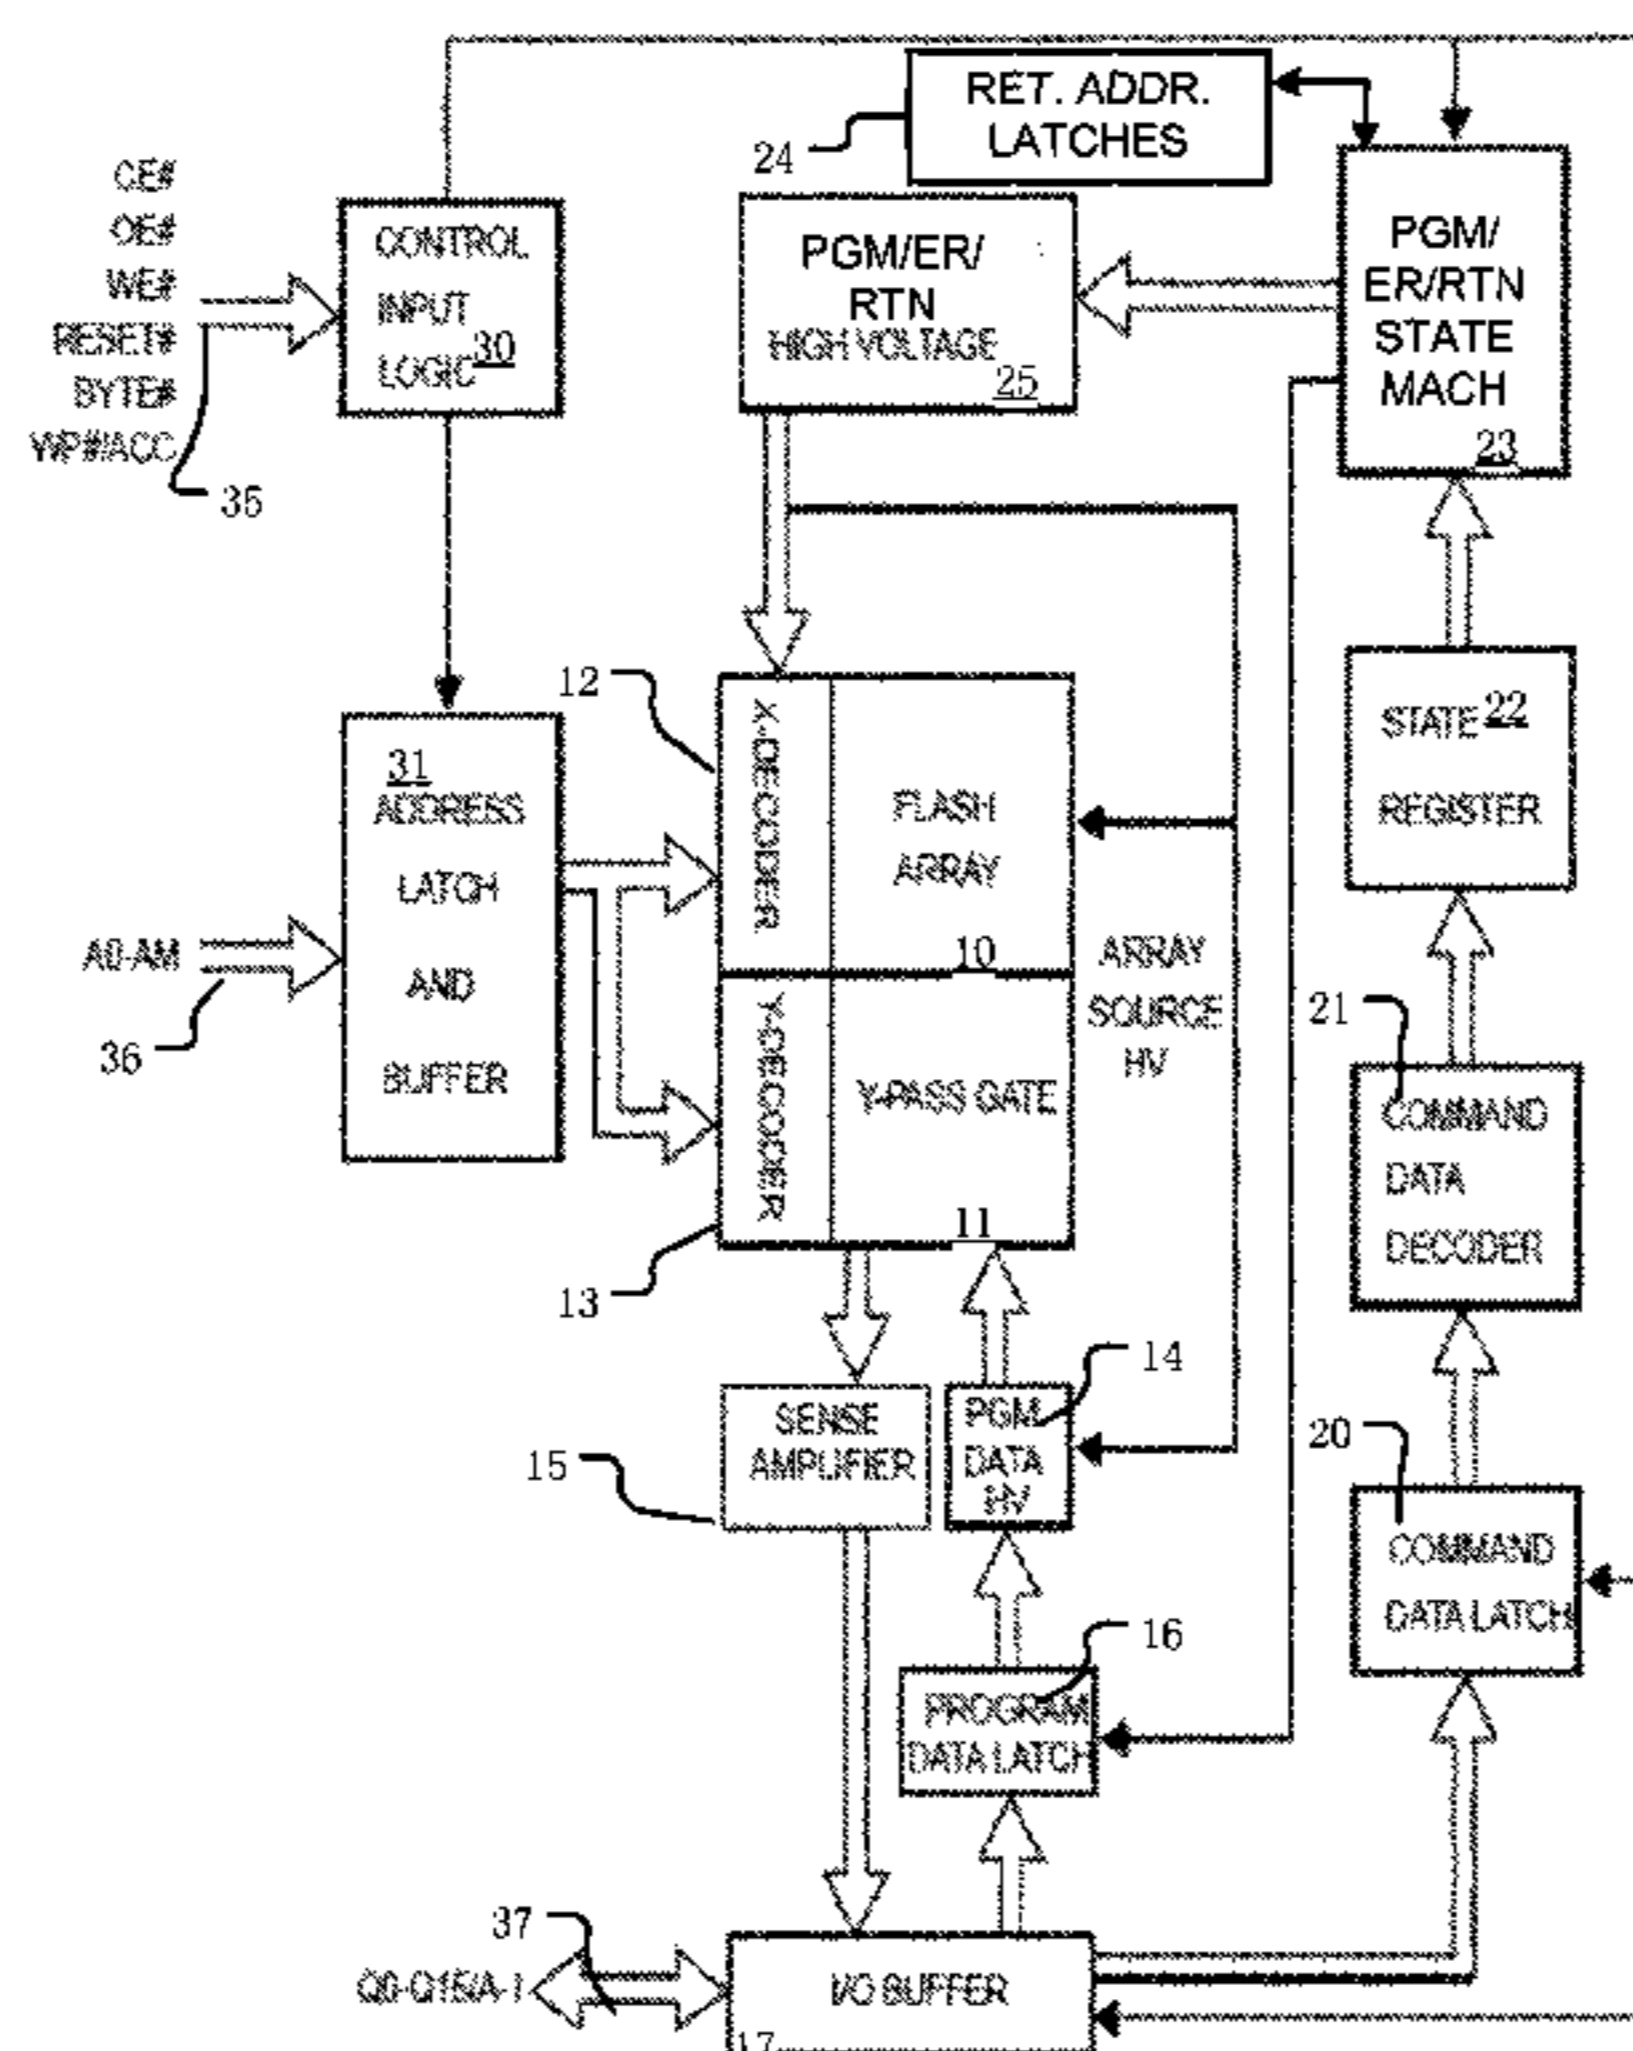 RET. ADDR.
LATCHES
24
CE#
OE#
WE#
RESET#
BYTE#
WP#/ACC
35
CONTROL
INPUT
LOGIC
30
PGM/ER/
RTN
HIGH VOLTAGE
25
PGM/
ER/RTN
STATE
MACH
23
12
X-DECODER
FLASH
ARRAY
10
31
ADDRESS
LATCH
AND
BUFFER
A0-AM
36
Y-DECODER
Y-PASS GATE
11
13
ARRAY
SOURCE
HV
STATE
22
REGISTER
21
COMMAND
DATA
DECODER
SENSE
AMPLIFIER
15
PGM
DATA
HV
14
20
COMMAND
DATA LATCH
16
PROGRAM
DATA LATCH
37
Q0-Q15/A-1
I/O BUFFER
17